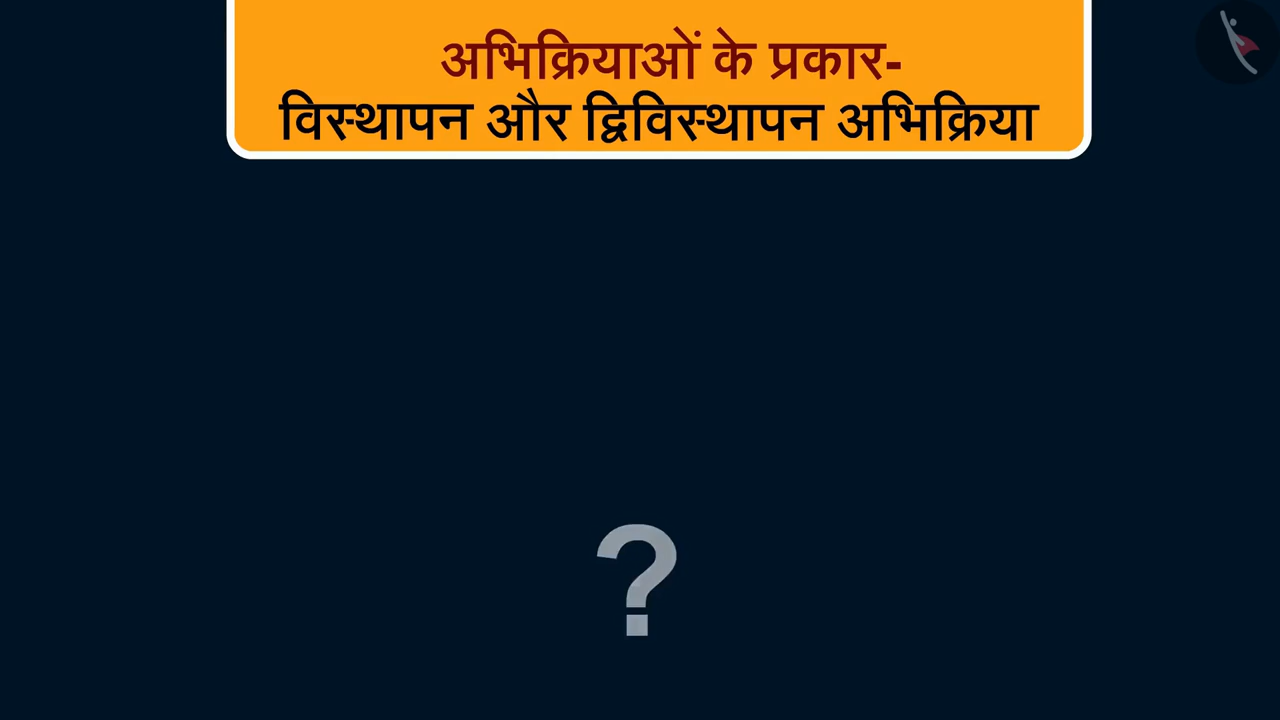 अभिक्रियाओं के प्रकार-
विस्थापन और द्विविस्थापन अभिक्रिया
?